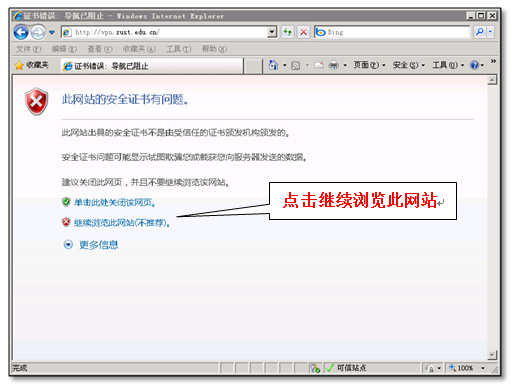 证书错误: 导航已阻止 - Windows Internet Explorer
http://vpn.rust.edu.cn/
Bing
文件(F) 编辑(E) 查看(V) 收藏夹(A) 工具(T) 帮助(H)
收藏夹 证书错误: 导航已阻止 页面(P) 安全(S) 工具(O)
此网站的安全证书有问题。
此网站出具的安全证书不是由受信任的证书颁发机构颁发的。
安全证书问题可能显示试图欺骗您或截获您向服务器发送的数据。
建议关闭此网页，并且不要继续浏览该网站。
单击此处关闭该网页。
点击继续浏览此网站
继续浏览此网站(不推荐)。
更多信息
完成 可信站点 100%